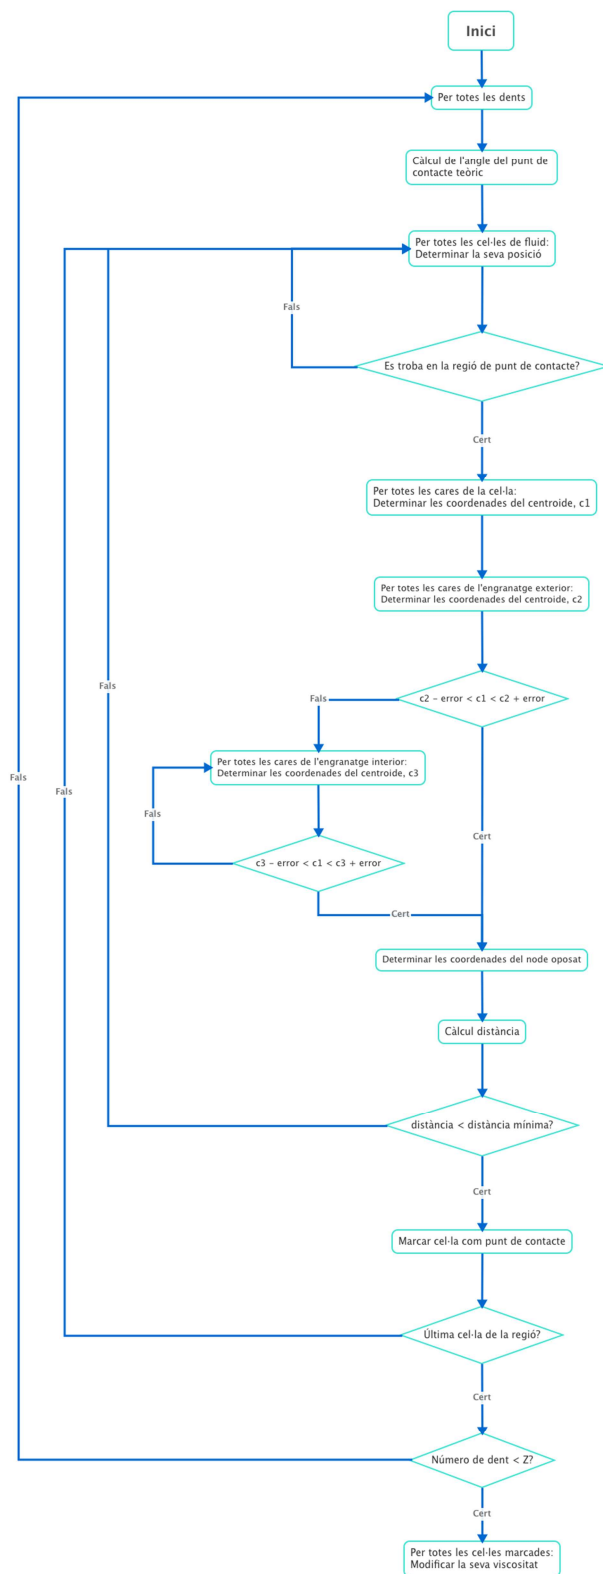 Inici
Per totes les dents
Càlcul de l'angle del punt de
contacte teòric
Per totes les cel·les de fluid:
Determinar la seva posició
Fals
Es troba en la regió de punt de contacte?
Cert
Per totes les cares de la cel·la:
Determinar les coordenades del centroide, c1
Per totes les cares de l'engranatge exterior:
Determinar les coordenades del centroide, c2
Fals
Fals
c2 – error < c1 < c2 + error
Per totes les cares de l'engranatge interior:
Determinar les coordenades del centroide, c3
Fals
Fals
Fals
Cert
c3 – error < c1 < c3 + error
Cert
Determinar les coordenades del node oposat
Càlcul distància
distància < distància mínima?
Cert
Marcar cel·la com punt de contacte
Última cel·la de la regió?
Cert
Número de dent < Z?
Cert
Per totes les cel·les marcades:
Modificar la seva viscositat